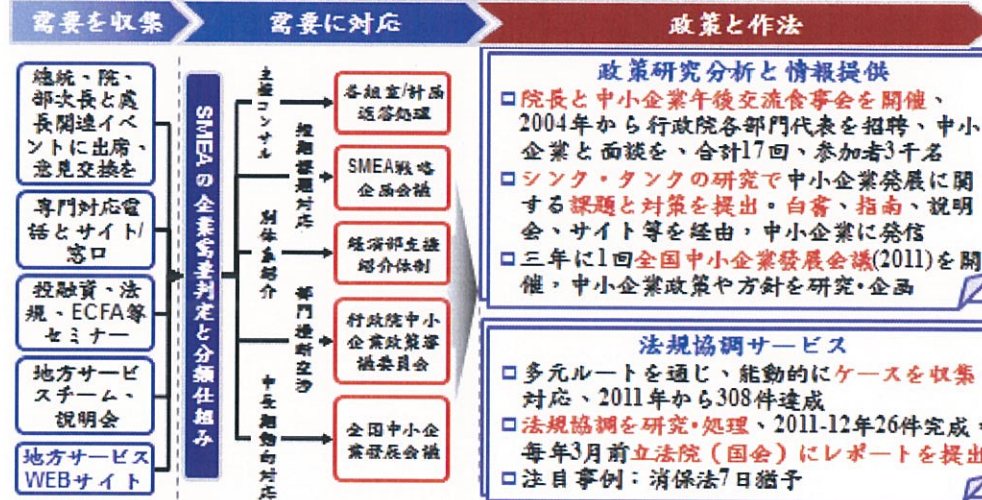 需要を収集
需要に対応
政策と作法
總統、院、
部次長と處
長関連イベ
ントに出席、
意見交換を
専門対応電
話とサイト/
窓口
投融資、法
規、ECFA等
セミナー
地方サービ
スチーム、
説明会
地方サービス
WEBサイト
SMEAの企業需要判定と分類仕組み
主動コンサル
別体系紹介
中長期動向対応
短期課題対応
部門横断交渉
各組室/計画
返答処理
SMEA戦略
企画会議
経済部支援
紹介体制
行政院中小
企業政策審
議委員会
全国中小企
業發展会議
政策研究分析と情報提供
□院長と中小企業午後交流食事会を開催、
2004年から行政院各部門代表を招聘、中小
企業と面談を、合計17回、参加者3千名
□シンク・タンクの研究で中小企業発展に関
する課題と対策を提出。白書、指南、説明
会、サイト等を経由，中小企業に発信
□三年に1回全国中小企業發展会議(2011)を開
催，中小企業政策や方針を研究・企画
法規協調サービス
□多元ルートを通じ、能動的にケースを収集
対応、2011年から308件達成
□法規協調を研究・処理、2011-12年26件完成，
毎年3月前立法院（国会）にレポートを提出
□注目事例：消保法7日猶予